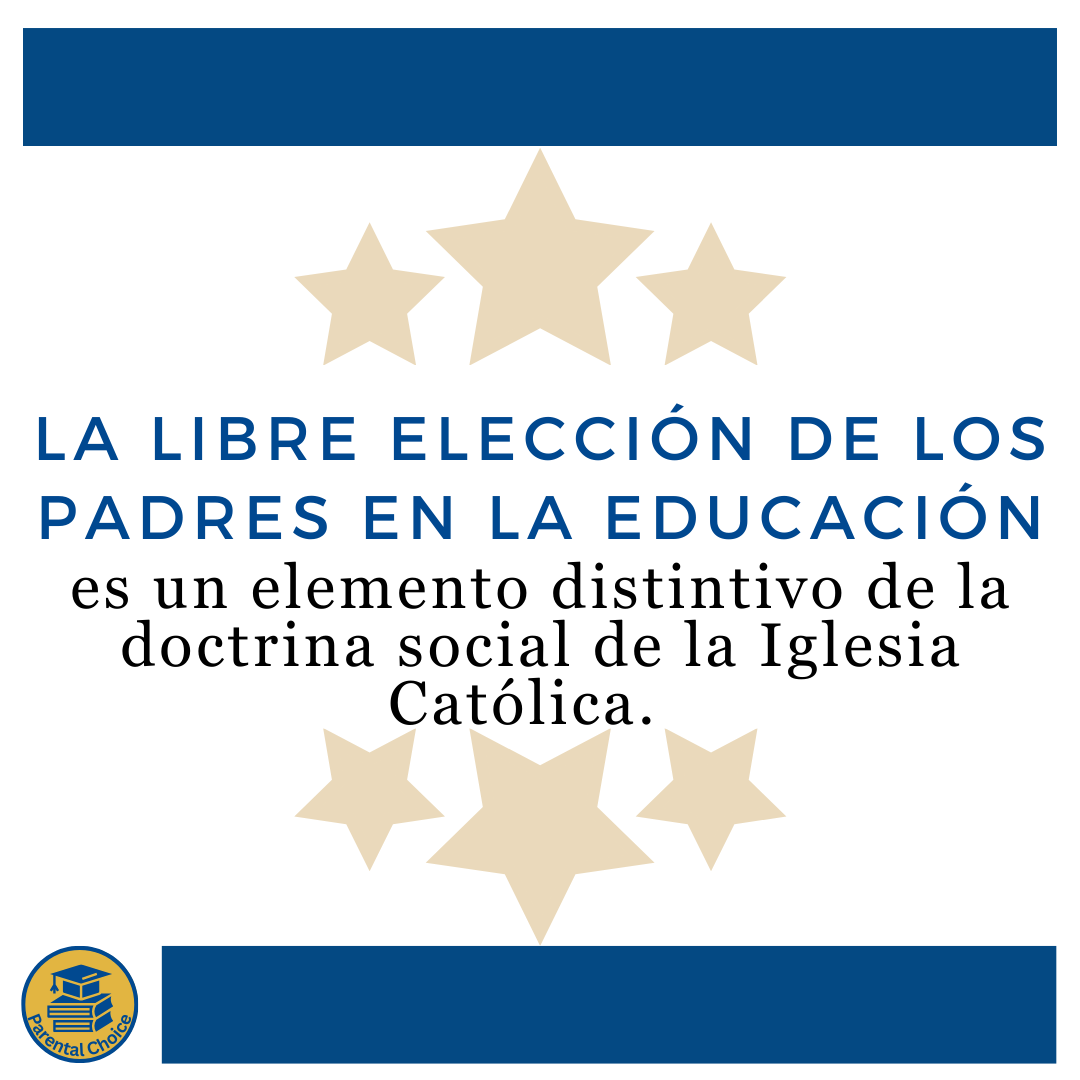 LA LIBRE ELECCIÓN DE LOS
PADRES EN LA EDUCACIÓN
es un elemento distintivo de la
doctrina social de la Iglesia
Católica.
Parental Choice